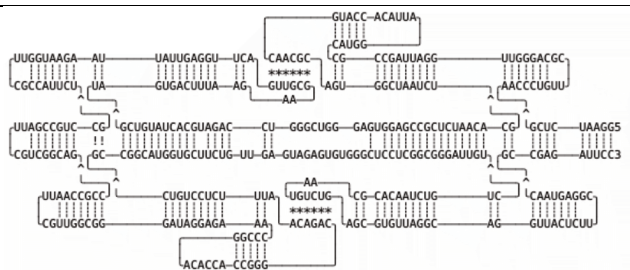 GUACC ACAUUA
CAUGG
UUGGUAAGA AU UAUUGAGGU UCA CAACGC CG CCGAUUAGG UUGGGACGC
******
CGCCAUUCU UA GUGACUUUA AG GUUGCG AGU GGCUAAUCU AACCCUGUU
AA
UUAGCCGUC CG GCUGUAUCACGUAGAC CU GGGCUGG GAGUGGAGCCGCUCUAACA CG GCUC UAAGG5
!!
CGUCGGCAG GC CGGCAUGGUGCUUCUG UU GA GUAGAGUGUGGGCUCCUCGGCGGGAUUGU GC CGAG AUUCC3
AA
UUAACCGCC CUGUCCUCU UUA UGUCUG CG CACAAUCUG UC CAAUGAGGC
******
CGUUGGCGG GAUAGGAGA AA ACAGAC AGC GUGUUAGGC AG GUUACUCUU
GGCCC
ACACCA CCGGG